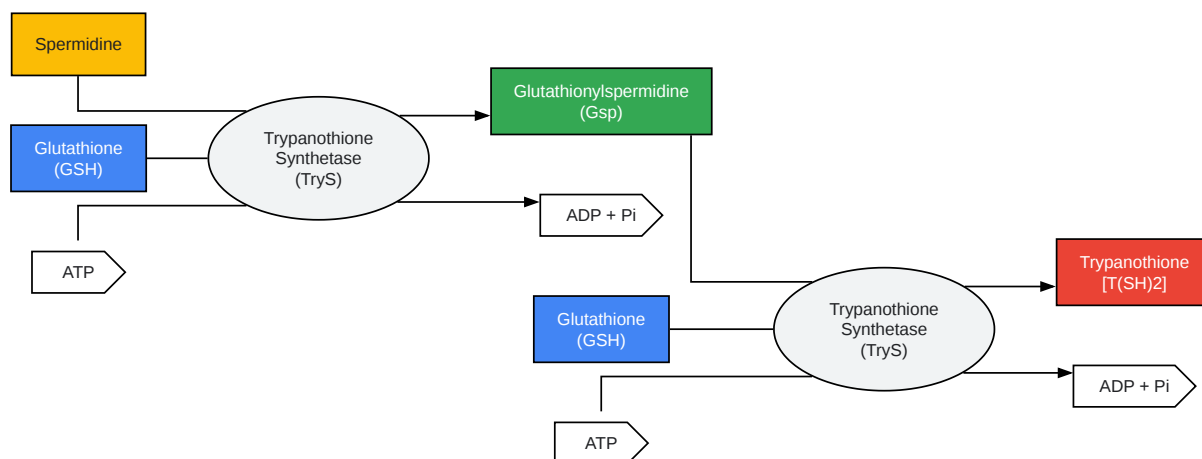 Spermidine
Glutathione
(GSH)
ATP
Trypanothione
Synthetase
(TryS)
Glutathionylspermidine
(Gsp)
ADP + Pi
Glutathione
(GSH)
ATP
Trypanothione
Synthetase
(TryS)
Trypanothione
[T(SH)2]
ADP + Pi